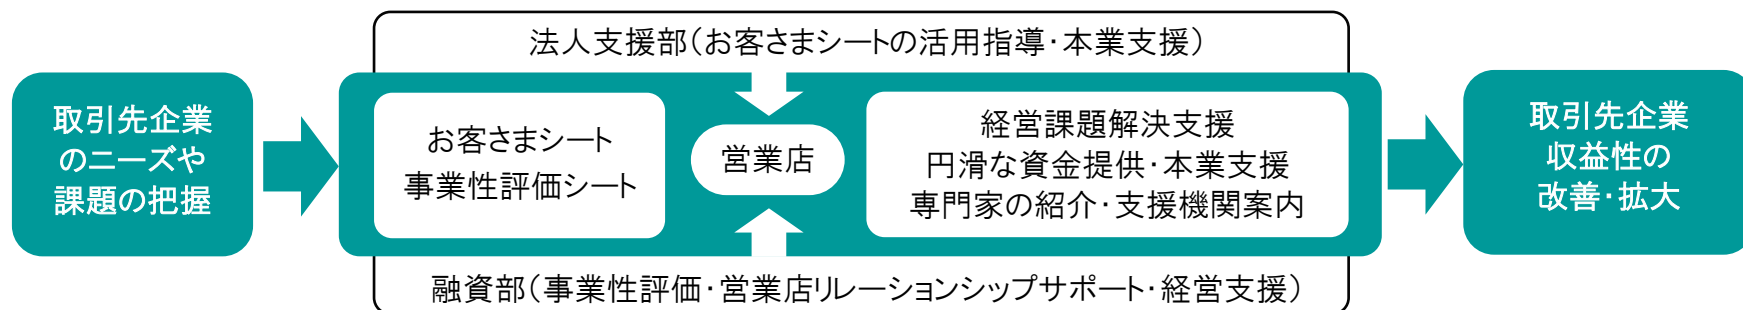 法人支援部（お客さまシートの活用指導・本業支援）
取引先企業
のニーズや
課題の把握
お客さまシート
事業性評価シート
営業店
経営課題解決支援
円滑な資金提供・本業支援
専門家の紹介・支援機関案内
取引先企業
収益性の
改善・拡大
融資部（事業性評価・営業店リレーションシップサポート・経営支援）